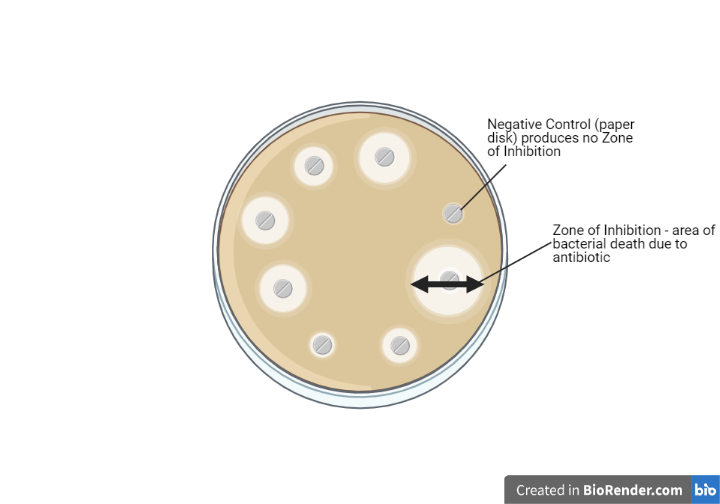 Negative Control (paper
disk) produces no Zone
of Inhibition
Zone of Inhibition - area of
bacterial death due to
antibiotic
Created in BioRender.com bio